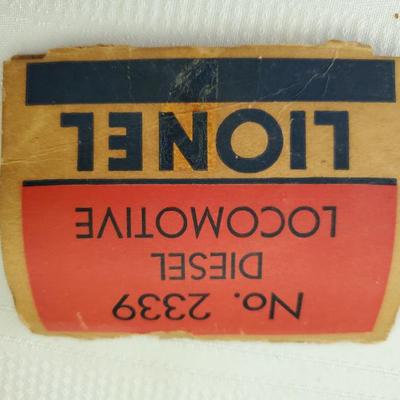 No. 2339
DIESEL
LOCOMOTIVE
LIONEL